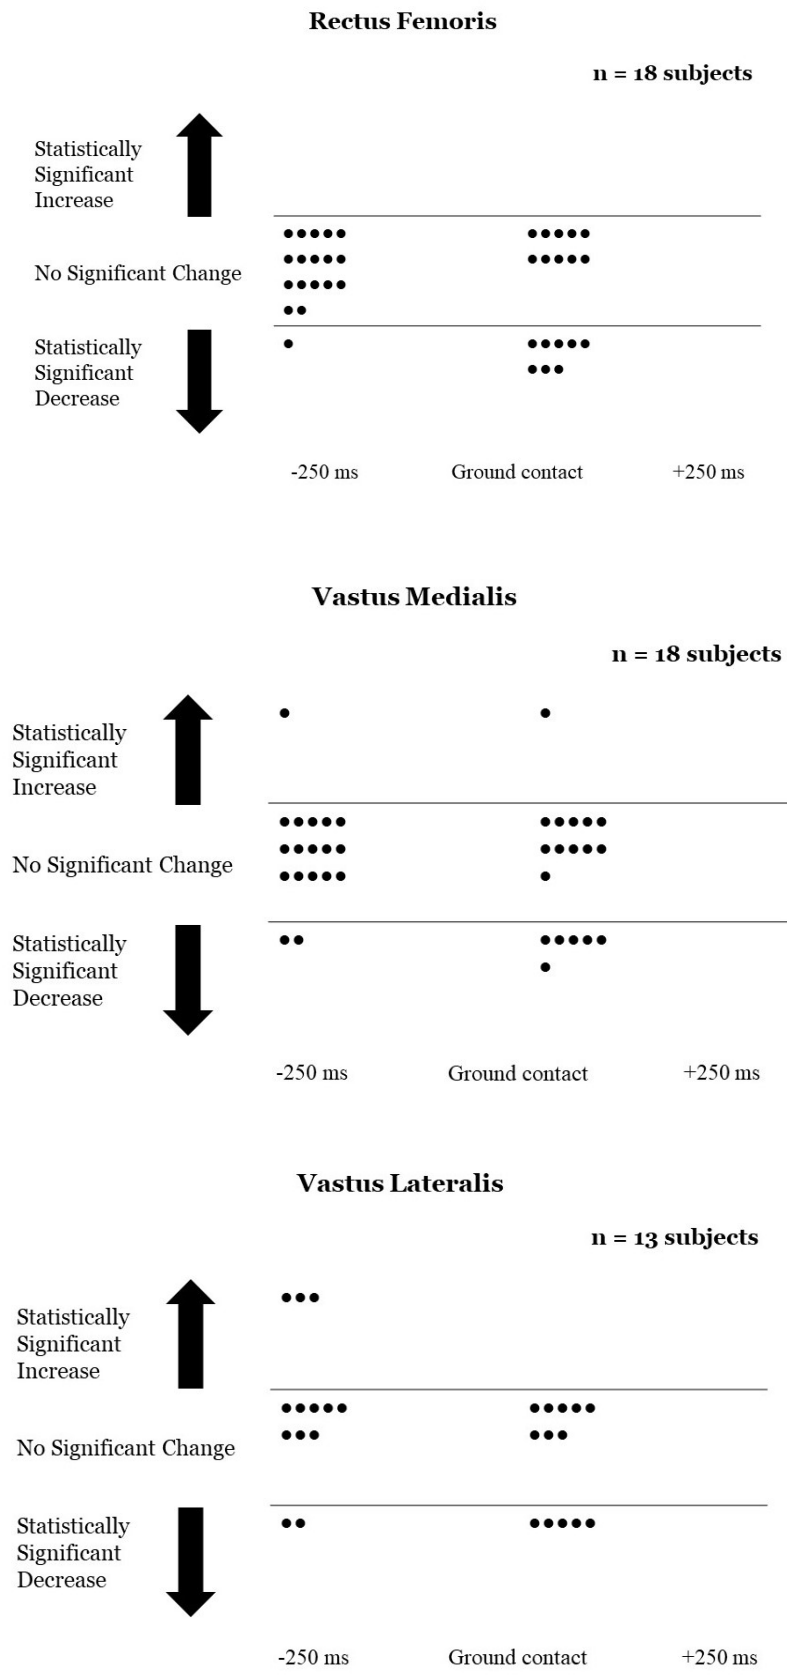 Rectus Femoris
n = 18 subjects
Statistically
Significant
Increase
No Significant Change
Statistically
Significant
Decrease
-250 ms Ground contact +250 ms
Vastus Medialis
n = 18 subjects
Statistically
Significant
Increase
No Significant Change
Statistically
Significant
Decrease
-250 ms Ground contact +250 ms
Vastus Lateralis
n = 13 subjects
Statistically
Significant
Increase
No Significant Change
Statistically
Significant
Decrease
-250 ms Ground contact +250 ms